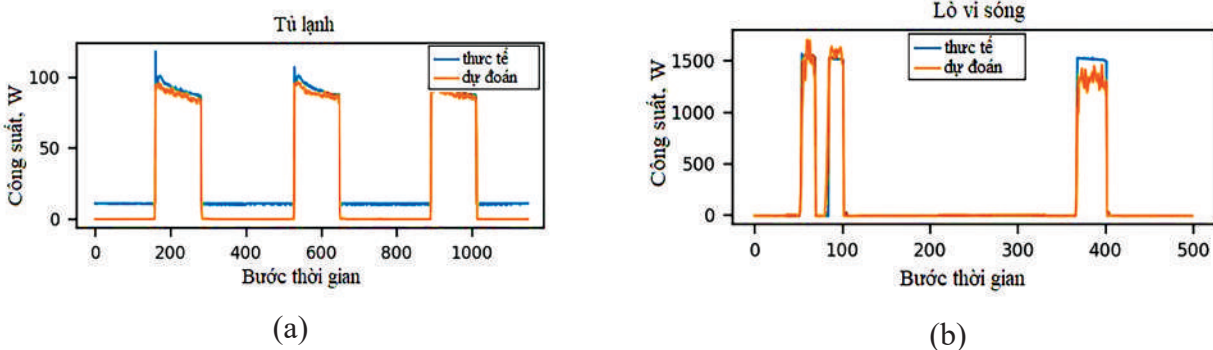 Tủ lạnh
thưc tế
dự đoán
Công suất, W
100
50
0
0 200 400 600 800 1000
Bước thời gian
(a)
Lò vi sóng
thưc tế
dự đoán
Công suất, W
1500
1000
500
0
0 100 200 300 400 500
Bước thời gian
(b)